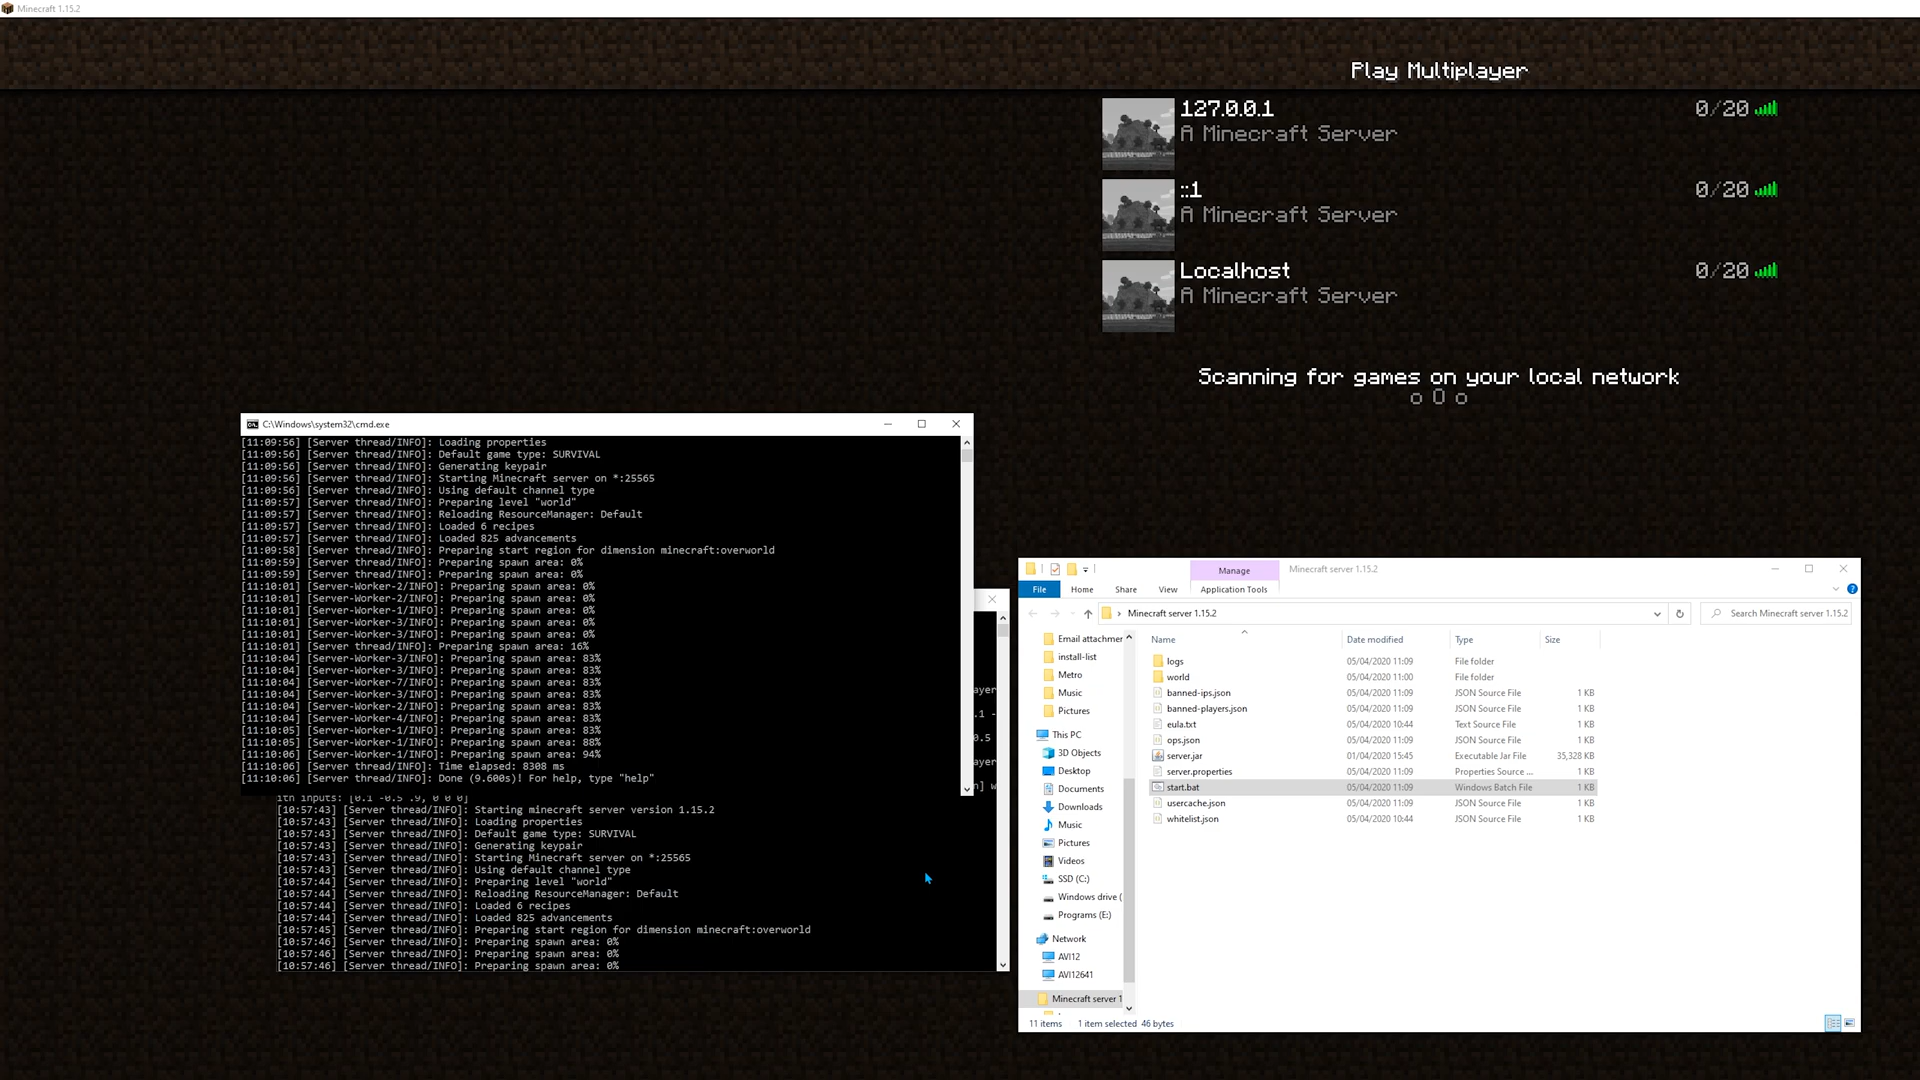 Minecraft 1.15.2
Play Multiplayer
127.0.0.1
0/20
A Minecraft Server
::1
0/20
A Minecraft Server
Localhost
0/20
A Minecraft Server
Scanning for games on your local network
o O o
C:\Windows\system32\cmd.exe
[11:09:56] [Server thread/INFO]: Loading properties
[11:09:56] [Server thread/INFO]: Default game type: SURVIVAL
[11:09:56] [Server thread/INFO]: Generating keypair
[11:09:56] [Server thread/INFO]: Starting Minecraft server on *:25565
[11:09:56] [Server thread/INFO]: Using default channel type
[11:09:57] [Server thread/INFO]: Preparing level "world"
[11:09:57] [Server thread/INFO]: Reloading ResourceManager: Default
[11:09:57] [Server thread/INFO]: Loaded 6 recipes
[11:09:57] [Server thread/INFO]: Loaded 825 advancements
[11:09:58] [Server thread/INFO]: Preparing start region for dimension minecraft:overworld
[11:09:59] [Server thread/INFO]: Preparing spawn area: 0%
[11:09:59] [Server thread/INFO]: Preparing spawn area: 0%
[11:10:01] [Server-Worker-2/INFO]: Preparing spawn area: 0%
[11:10:01] [Server-Worker-2/INFO]: Preparing spawn area: 0%
[11:10:01] [Server-Worker-1/INFO]: Preparing spawn area: 0%
[11:10:01] [Server-Worker-3/INFO]: Preparing spawn area: 0%
[11:10:01] [Server-Worker-3/INFO]: Preparing spawn area: 0%
[11:10:01] [Server thread/INFO]: Preparing spawn area: 16%
[11:10:04] [Server-Worker-3/INFO]: Preparing spawn area: 83%
[11:10:04] [Server-Worker-3/INFO]: Preparing spawn area: 83%
[11:10:04] [Server-Worker-7/INFO]: Preparing spawn area: 83%
[11:10:04] [Server-Worker-3/INFO]: Preparing spawn area: 83%
[11:10:04] [Server-Worker-2/INFO]: Preparing spawn area: 83%
[11:10:04] [Server-Worker-4/INFO]: Preparing spawn area: 83%
[11:10:05] [Server-Worker-1/INFO]: Preparing spawn area: 83%
[11:10:05] [Server-Worker-1/INFO]: Preparing spawn area: 88%
[11:10:06] [Server-Worker-1/INFO]: Preparing spawn area: 94%
[11:10:06] [Server thread/INFO]: Time elapsed: 8308 ms
[11:10:06] [Server thread/INFO]: Done (9.600s)! For help, type "help"
ayer
.1 -
0.5
ayer
n] w
ith inputs: [0.1 -0.5 .9, 0 0 0]
[10:57:43] [Server thread/INFO]: Starting minecraft server version 1.15.2
[10:57:43] [Server thread/INFO]: Loading properties
[10:57:43] [Server thread/INFO]: Default game type: SURVIVAL
[10:57:43] [Server thread/INFO]: Generating keypair
[10:57:43] [Server thread/INFO]: Starting Minecraft server on *:25565
[10:57:43] [Server thread/INFO]: Using default channel type
[10:57:44] [Server thread/INFO]: Preparing level "world"
[10:57:44] [Server thread/INFO]: Reloading ResourceManager: Default
[10:57:44] [Server thread/INFO]: Loaded 6 recipes
[10:57:44] [Server thread/INFO]: Loaded 825 advancements
[10:57:45] [Server thread/INFO]: Preparing start region for dimension minecraft:overworld
[10:57:46] [Server thread/INFO]: Preparing spawn area: 0%
[10:57:46] [Server thread/INFO]: Preparing spawn area: 0%
[10:57:46] [Server thread/INFO]: Preparing spawn area: 0%
Manage
Minecraft server 1.15.2
File Home Share View Application Tools
Minecraft server 1.15.2
Search Minecraft server 1.15.2
Email attachmer
install-list
Metro
Music
Pictures
This PC
3D Objects
Desktop
Documents
Downloads
Music
Pictures
Videos
SSD (C:)
Windows drive (
Programs (E:)
Network
AVI12
AVI12641
Minecraft server 1
Name Date modified Type Size
logs 05/04/2020 11:09 File folder
world 05/04/2020 11:00 File folder
banned-ips.json 05/04/2020 11:09 JSON Source File 1 KB
banned-players.json 05/04/2020 11:09 JSON Source File 1 KB
eula.txt 05/04/2020 10:44 Text Source File 1 KB
ops.json 05/04/2020 11:09 JSON Source File 1 KB
server.jar 01/04/2020 15:45 Executable Jar File 35,328 KB
server.properties 05/04/2020 11:09 Properties Source ... 1 KB
start.bat 05/04/2020 11:09 Windows Batch File 1 KB
usercache.json 05/04/2020 11:09 JSON Source File 1 KB
whitelist.json 05/04/2020 10:44 JSON Source File 1 KB
11 items 1 item selected 46 bytes